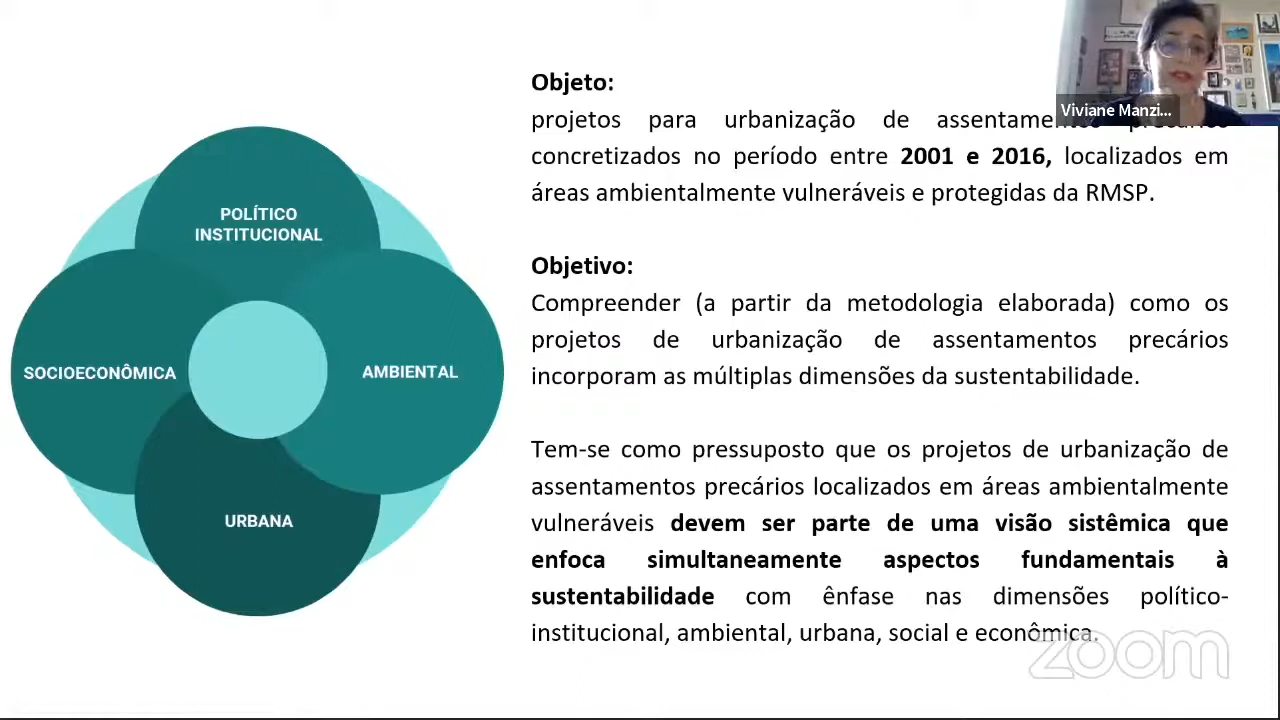 Objeto:
projetos para urbanização de
concretizados no período entre 2001 e 2016, localizados em
áreas ambientalmente vulneráveis e protegidas da RMSP.
Objetivo:
Compreender (a partir da metodologia elaborada) como os
projetos de urbanização de assentamentos precários
incorporam as múltiplas dimensões da sustentabilidade.
Tem-se como pressuposto que os projetos de urbanização de
assentamentos precários localizados em áreas ambientalmente
vulneráveis devem ser parte de uma visão sistêmica que
enfoca simultaneamente aspectos fundamentais à
sustentabilidade com ênfase nas dimensões político-
institucional, ambiental, urbana, social e econômica.
POLÍTICO
INSTITUCIONAL
SOCIOECONÔMICA
AMBIENTAL
URBANA
Viviane Manzi...
zoom